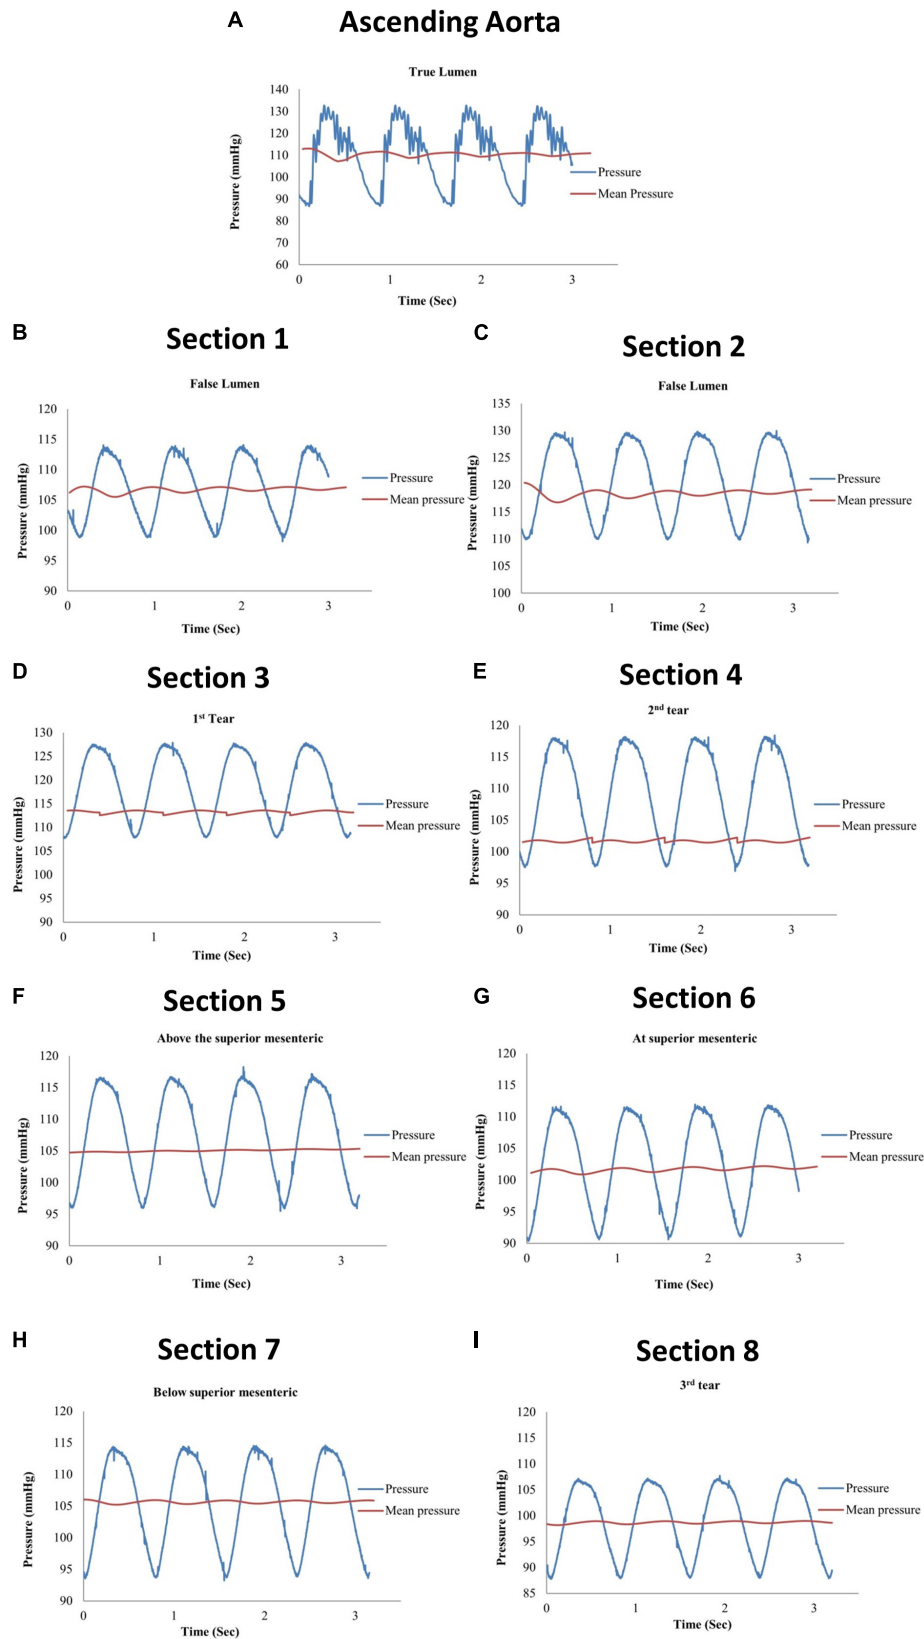 A
Ascending Aorta
True Lumen
Pressure (mmHg)
140
130
120
110
100
90
80
70
60
0 1 2 3
Time (Sec)
Pressure
Mean Pressure
B
Section 1
False Lumen
Pressure (mmHg)
120
115
110
105
100
95
90
0 1 2 3
Time (Sec)
Pressure
Mean pressure
C
Section 2
False Lumen
Pressure (mmHg)
135
130
125
120
115
110
105
100
0 1 2 3
Time (Sec)
Pressure
Mean pressure
D
Section 3
1st Tear
Pressure (mmHg)
130
125
120
115
110
105
100
95
90
0 1 2 3
Time (Sec)
Pressure
Mean pressure
E
Section 4
2nd tear
Pressure (mmHg)
120
115
110
105
100
95
90
0 1 2 3
Time (Sec)
Pressure
Mean pressure
F
Section 5
Above the superior mesenteric
Pressure (mmHg)
120
115
110
105
100
95
90
0 1 2 3
Time (Sec)
Pressure
Mean pressure
G
Section 6
At superior mesenteric
Pressure (mmHg)
120
115
110
105
100
95
90
0 1 2 3
Time (Sec)
Pressure
Mean pressure
H
Section 7
Below superior mesenteric
Pressure (mmHg)
120
115
110
105
100
95
90
0 1 2 3
Time (Sec)
Pressure
Mean pressure
I
Section 8
3rd tear
Pressure (mmHg)
120
115
110
105
100
95
90
85
0 1 2 3
Time (Sec)
Pressure
Mean pressure